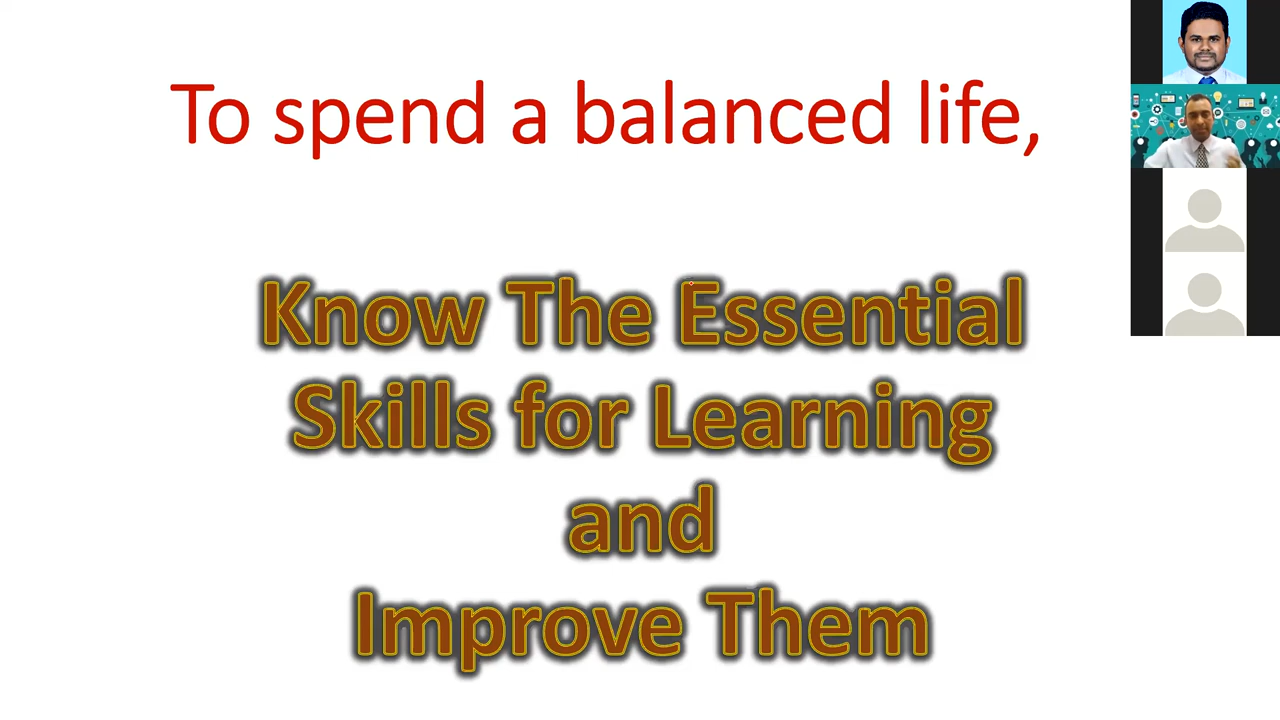 To spend a balanced life,
Know The Essential
Skills for Learning
and
Improve Them